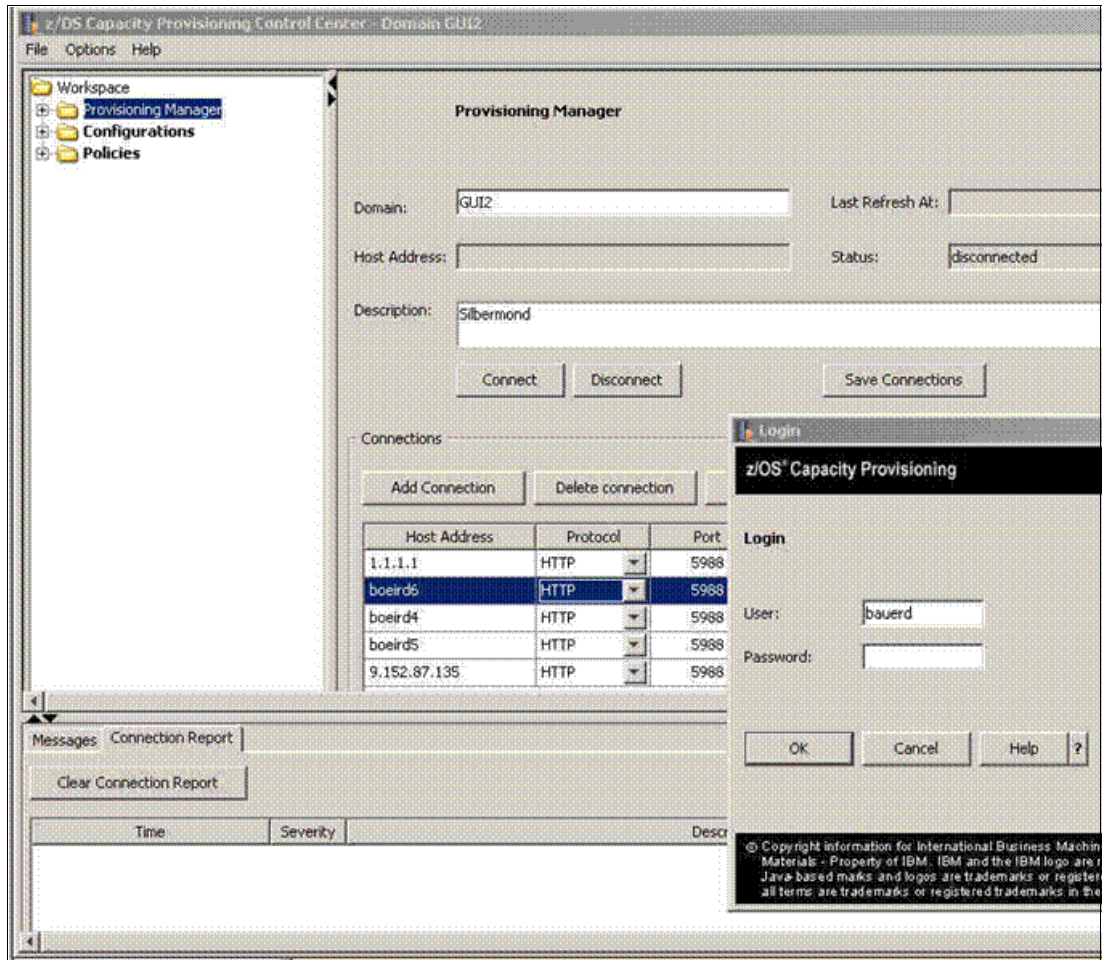 z/OS Capacity Provisioning Control Center - Domain GUI2
File Options Help
Workspace
Provisioning Manager
Configurations
Policies
Provisioning Manager
Domain: GUI2
Last Refresh At:
Host Address:
Status: disconnected
Description: Silbermond
Connect Disconnect Save Connections
Connections
Add Connection Delete connection
Host Address Protocol Port
1.1.1.1 HTTP 5988
boeird6 HTTP 5988
boeird4 HTTP 5988
boeird5 HTTP 5988
9.152.87.135 HTTP 5988
Login
z/OS® Capacity Provisioning
Login
User: bauerd
Password:
OK Cancel Help ?
© Copyright information for International Business Machin
Materials - Property of IBM. IBM and the IBM logo are r
Java-based marks and logos are trademarks or register
all terms are trademarks or registered trademarks in the
Messages Connection Report
Clear Connection Report
Time Severity Descr